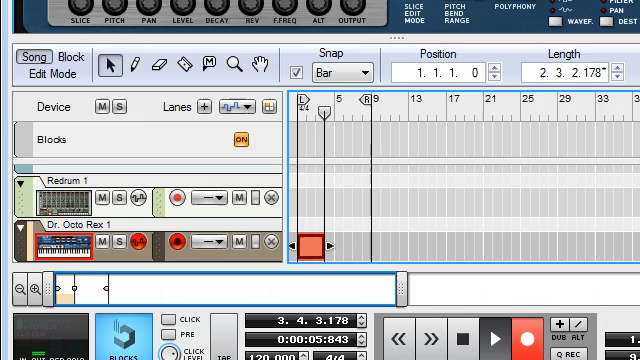 SLICE PITCH PAN LEVEL DECAY REV F.FREQ ALT OUTPUT
SLICE EDIT MODE
PITCH BEND RANGE
POLYPHONY
FILTER
PAN
WAVEF.
DEST
Song Block
Edit Mode
Snap
Bar
Position
1. 1. 1. 0
Length
2. 3. 2.178*
Device M S Lanes +
L R
4/4
5 9 13 17 21 25 29 33
Blocks ON
Redrum 1
M S
M
Dr. Octo Rex 1
M S
M
BLOCKS
CLICK
PRE
CLICK LEVEL
TAP
3. 4. 3.178
0:00:05:843
120.000 4/4
DUB ALT
Q REC